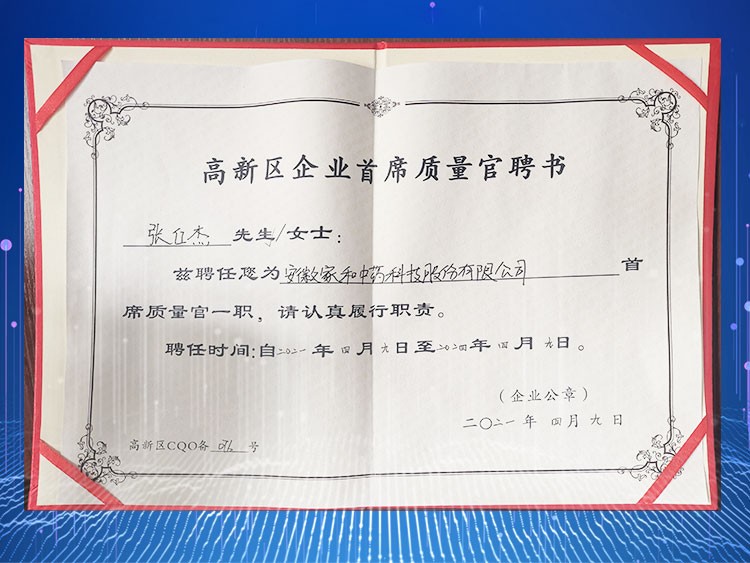 高新区企业首席质量官聘书
张仕杰 先生/女士：
兹聘任您为安徽家和中药科技股份有限公司首
席质量官一职，请认真履行职责。
聘任时间:自二〇二一年四月九日至二〇二四年四月九日。
（企业公章）
二〇二一年 四月九日
高新区CQO备 号